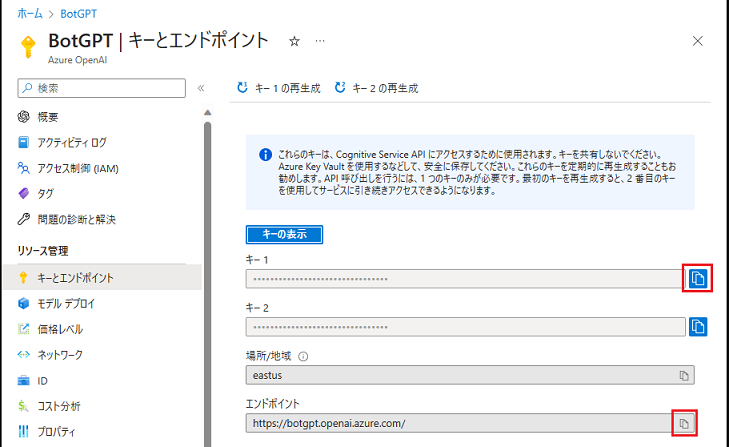 ホーム > BotGPT
BotGPT | キーとエンドポイント ☆ ···
Azure OpenAI
検索
キー 1 の再生成 キー 2 の再生成
概要
アクティビティ ログ
アクセス制御 (IAM)
タグ
問題の診断と解決
リソース管理
キーとエンドポイント
モデル デプロイ
価格レベル
ネットワーク
ID
コスト分析
プロパティ
これらのキーは、Cognitive Service API にアクセスするために使用されます。キーを共有しないでください。
Azure Key Vault を使用するなどして、安全に保存してください。これらのキーを定期的に再生成することもお
勧めします。API 呼び出しを行うには、1 つのキーのみが必要です。最初のキーを再生成すると、2 番目のキー
を使用してサービスに引き続きアクセスできるようになります。
キーの表示
キー 1
••••••••••••••••••••••••••••••••
キー 2
••••••••••••••••••••••••••••••••
場所/地域
eastus
エンドポイント
https://botgpt.openai.azure.com/